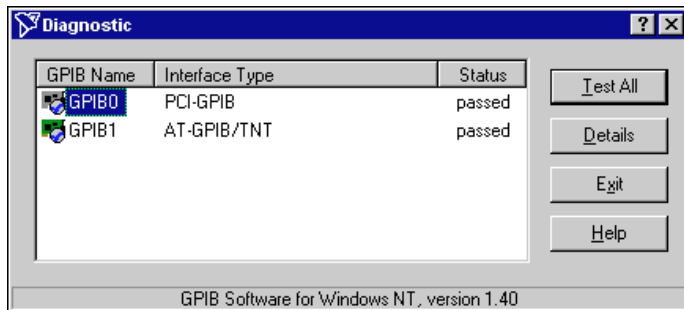 Diagnostic
GPIB Name Interface Type Status
GPIB0 PCI-GPIB passed
GPIB1 AT-GPIB/TNT passed
Test All
Details
Exit
Help
GPIB Software for Windows NT, version 1.40